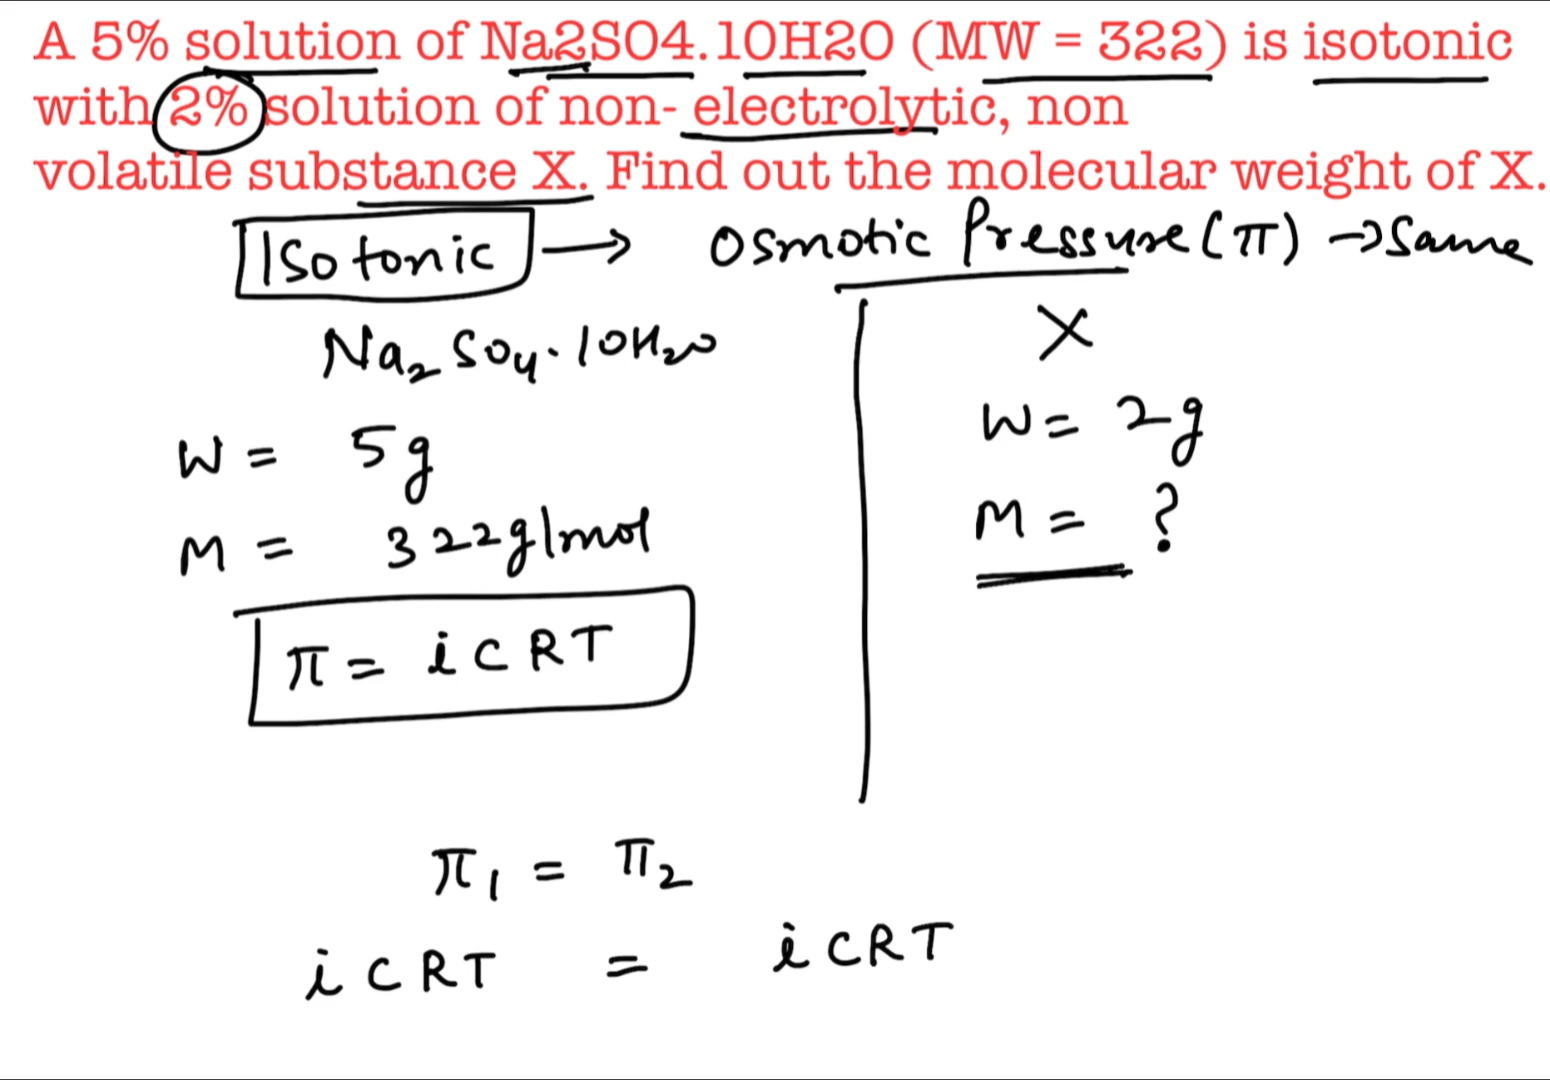 A 5% solution of Na2SO4.10H2O (MW = 322) is isotonic
with 2% solution of non- electrolytic, non
volatile substance X. Find out the molecular weight of X.
Isotonic → Osmotic Pressure (π) → Same
Na₂SO₄·10H₂O
W = 5g
M = 322g/mol
π = iCRT
X
W = 2g
M = ?
π₁ = π₂
iCRT = iCRT